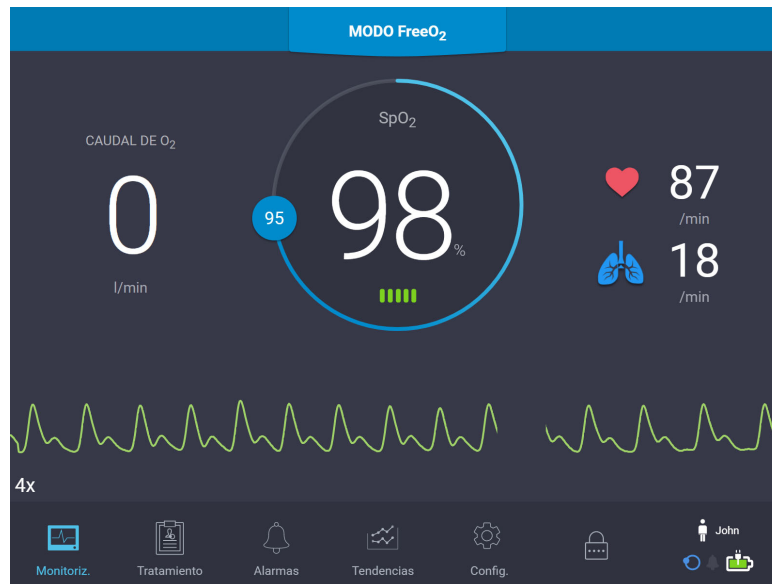 MODO FreeO₂
CAUDAL DE O₂
0
l/min
SpO₂
95
98
%
87
/min
18
/min
4x
Monitoriz.
Tratamiento
Alarmas
Tendencias
Config.
John